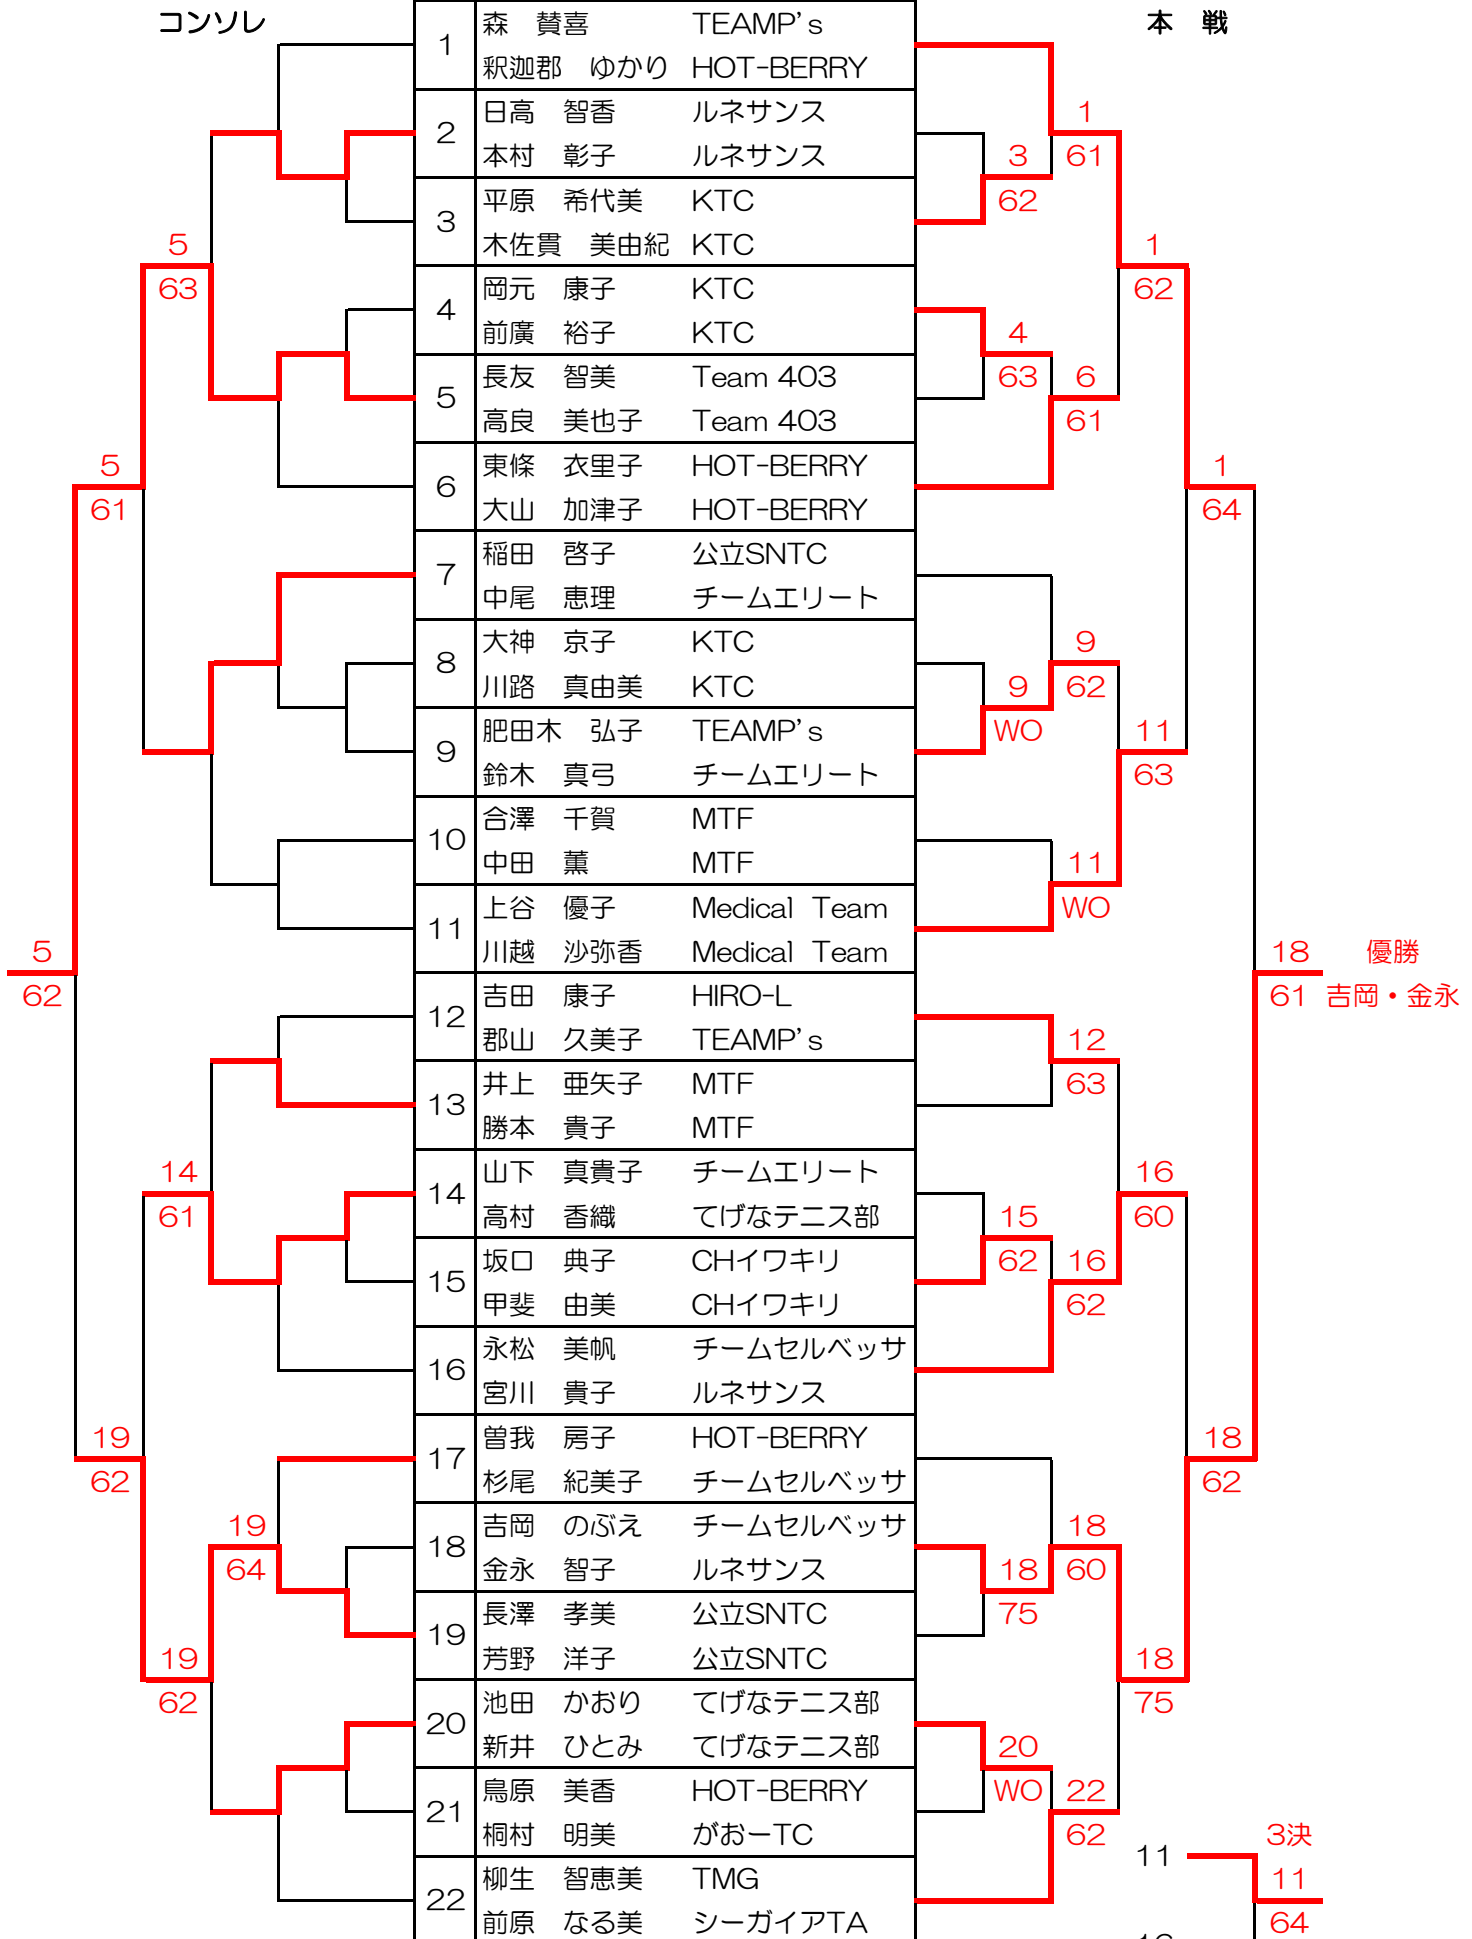 コンソレ
本 戦
1 森 賛喜 TEAMP's
釈迦郡 ゆかり HOT-BERRY
2 日高 智香 ルネサンス
本村 彰子 ルネサンス
3 平原 希代美 KTC
木佐貫 美由紀 KTC
4 岡元 康子 KTC
前廣 裕子 KTC
5 長友 智美 Team 403
高良 美也子 Team 403
6 東條 衣里子 HOT-BERRY
大山 加津子 HOT-BERRY
7 稲田 啓子 公立SNTC
中尾 恵理 チームエリート
8 大神 京子 KTC
川路 真由美 KTC
9 肥田木 弘子 TEAMP's
鈴木 真弓 チームエリート
10 合澤 千賀 MTF
中田 薫 MTF
11 上谷 優子 Medical Team
川越 沙弥香 Medical Team
12 吉田 康子 HIRO-L
郡山 久美子 TEAMP's
13 井上 亜矢子 MTF
勝本 貴子 MTF
14 山下 真貴子 チームエリート
高村 香織 てげなテニス部
15 坂口 典子 CHイワキリ
甲斐 由美 CHイワキリ
16 永松 美帆 チームセルベッサ
宮川 貴子 ルネサンス
17 曽我 房子 HOT-BERRY
杉尾 紀美子 チームセルベッサ
18 吉岡 のぶえ チームセルベッサ
金永 智子 ルネサンス
19 長澤 孝美 公立SNTC
芳野 洋子 公立SNTC
20 池田 かおり てげなテニス部
新井 ひとみ てげなテニス部
21 鳥原 美香 HOT-BERRY
桐村 明美 がおーTC
22 柳生 智恵美 TMG
前原 なる美 シーガイアTA
5
63
5
61
5
62
14
61
19
62
19
64
19
62
3
62
1
61
4
63
6
61
1
62
9
WO
9
62
11
WO
11
63
1
64
12
63
15
62
16
62
16
60
18
75
18
60
20
WO
22
62
18
75
18
62
18 優勝
61 吉岡・金永
3決
11
11
64